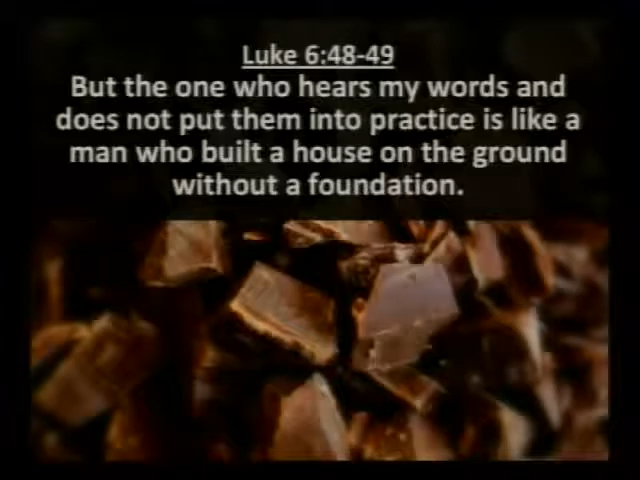 Luke 6:48-49
But the one who hears my words and
does not put them into practice is like a
man who built a house on the ground
without a foundation.